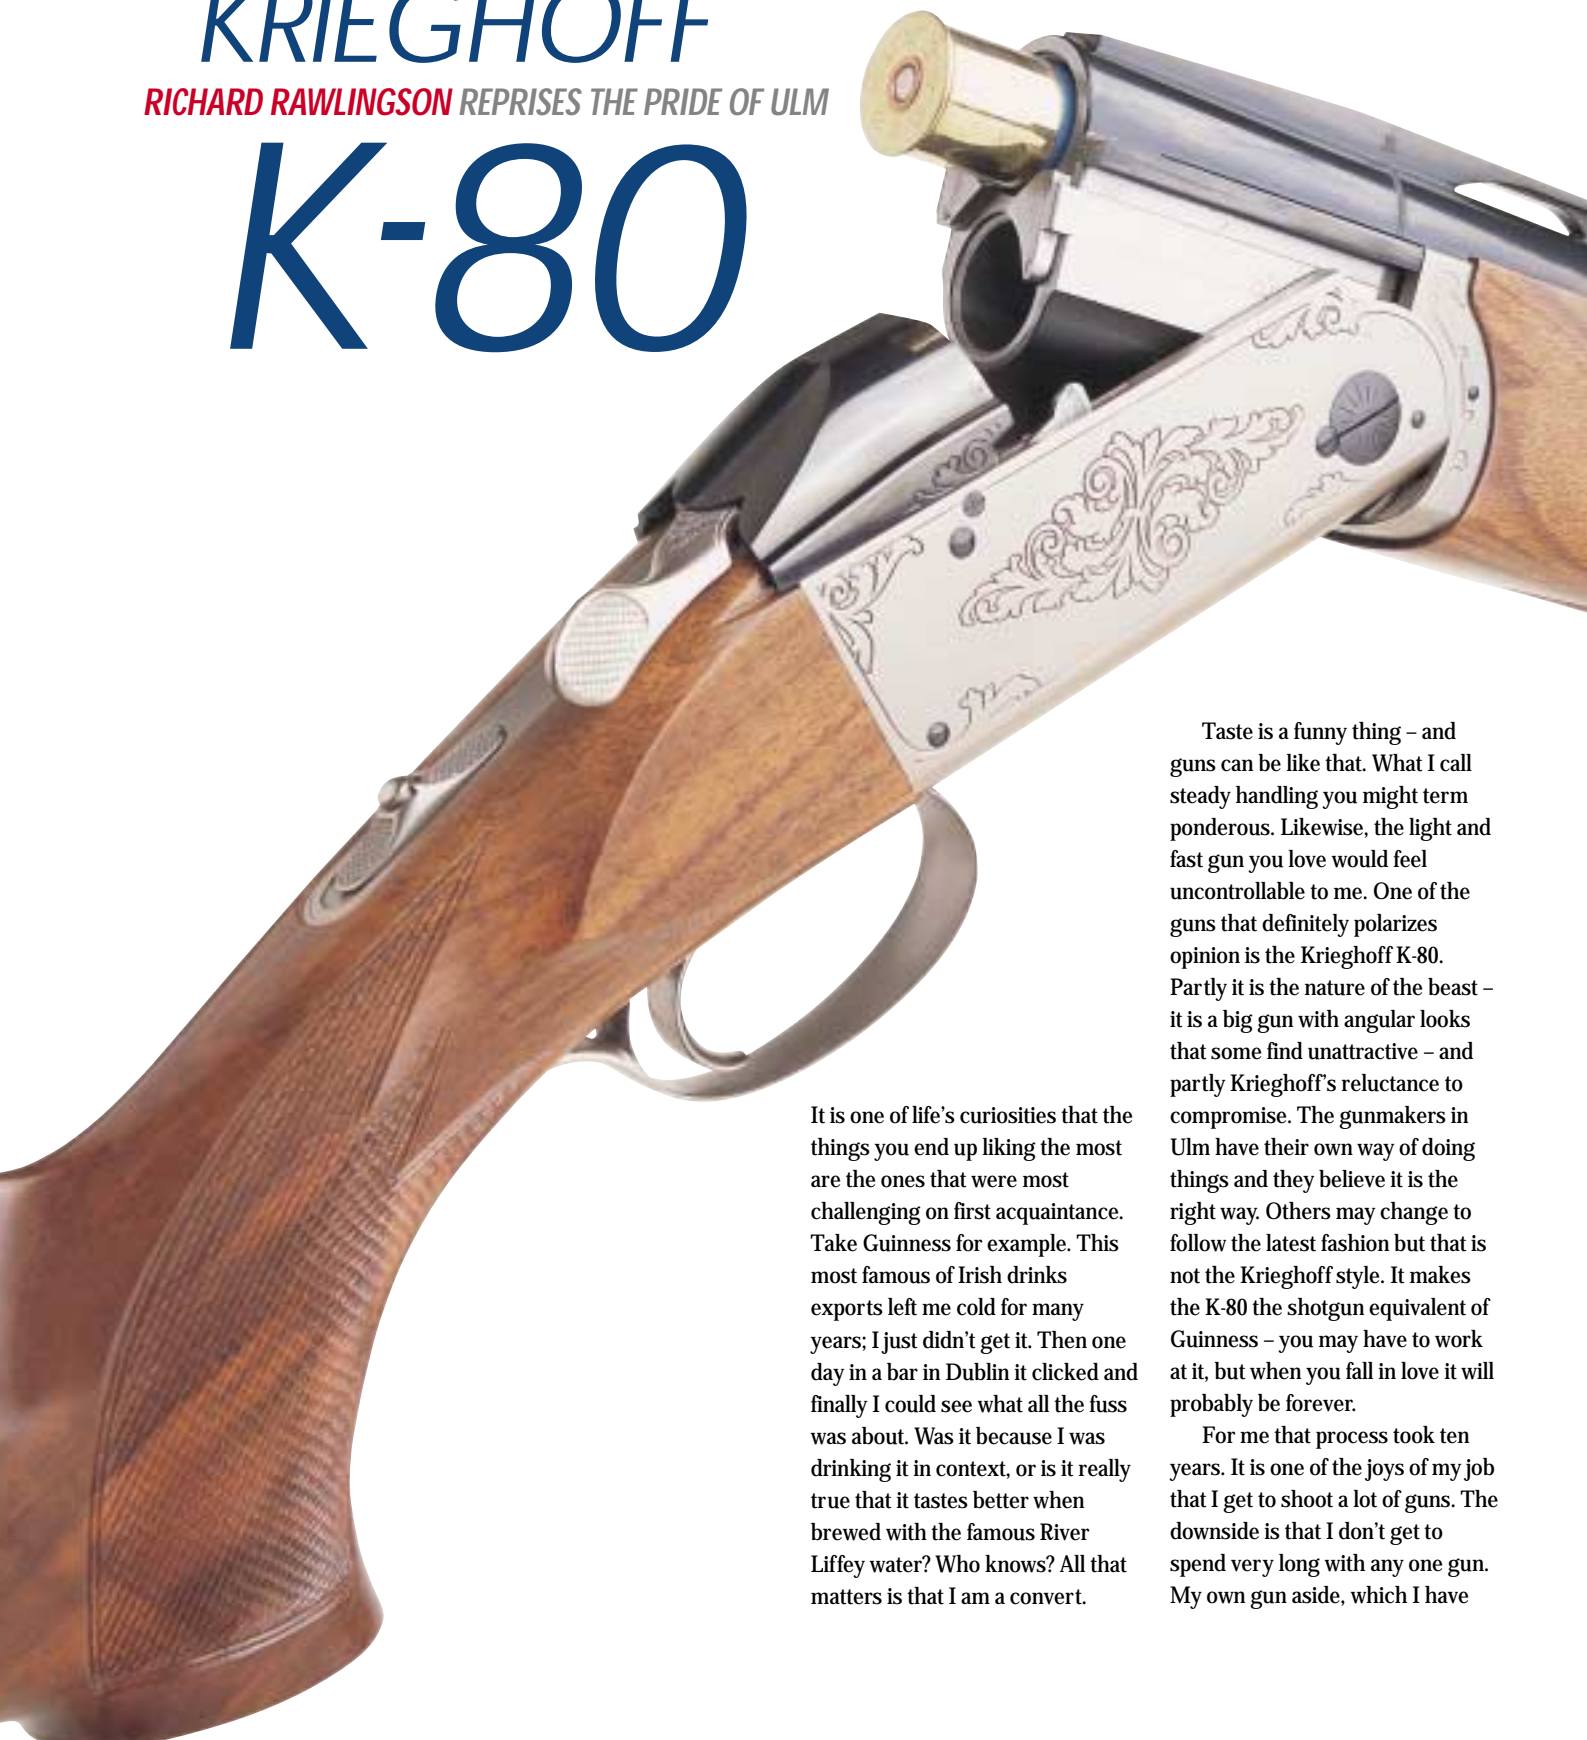 KRIEGHOFF
RICHARD RAWLINGSON REPRISES THE PRIDE OF ULM
K-80
It is one of life's curiosities that the
things you end up liking the most
are the ones that were most
challenging on first acquaintance.
Take Guinness for example. This
most famous of Irish drinks
exports left me cold for many
years; I just didn't get it. Then one
day in a bar in Dublin it clicked and
finally I could see what all the fuss
was about. Was it because I was
drinking it in context, or is it really
true that it tastes better when
brewed with the famous River
Liffey water? Who knows? All that
matters is that I am a convert.
Taste is a funny thing – and
guns can be like that. What I call
steady handling you might term
ponderous. Likewise, the light and
fast gun you love would feel
uncontrollable to me. One of the
guns that definitely polarizes
opinion is the Krieghoff K-80.
Partly it is the nature of the beast –
it is a big gun with angular looks
that some find unattractive – and
partly Krieghoff's reluctance to
compromise. The gunmakers in
Ulm have their own way of doing
things and they believe it is the
right way. Others may change to
follow the latest fashion but that is
not the Krieghoff style. It makes
the K-80 the shotgun equivalent of
Guinness – you may have to work
at it, but when you fall in love it will
probably be forever.
For me that process took ten
years. It is one of the joys of my job
that I get to shoot a lot of guns. The
downside is that I don't get to
spend very long with any one gun.
My own gun aside, which I have